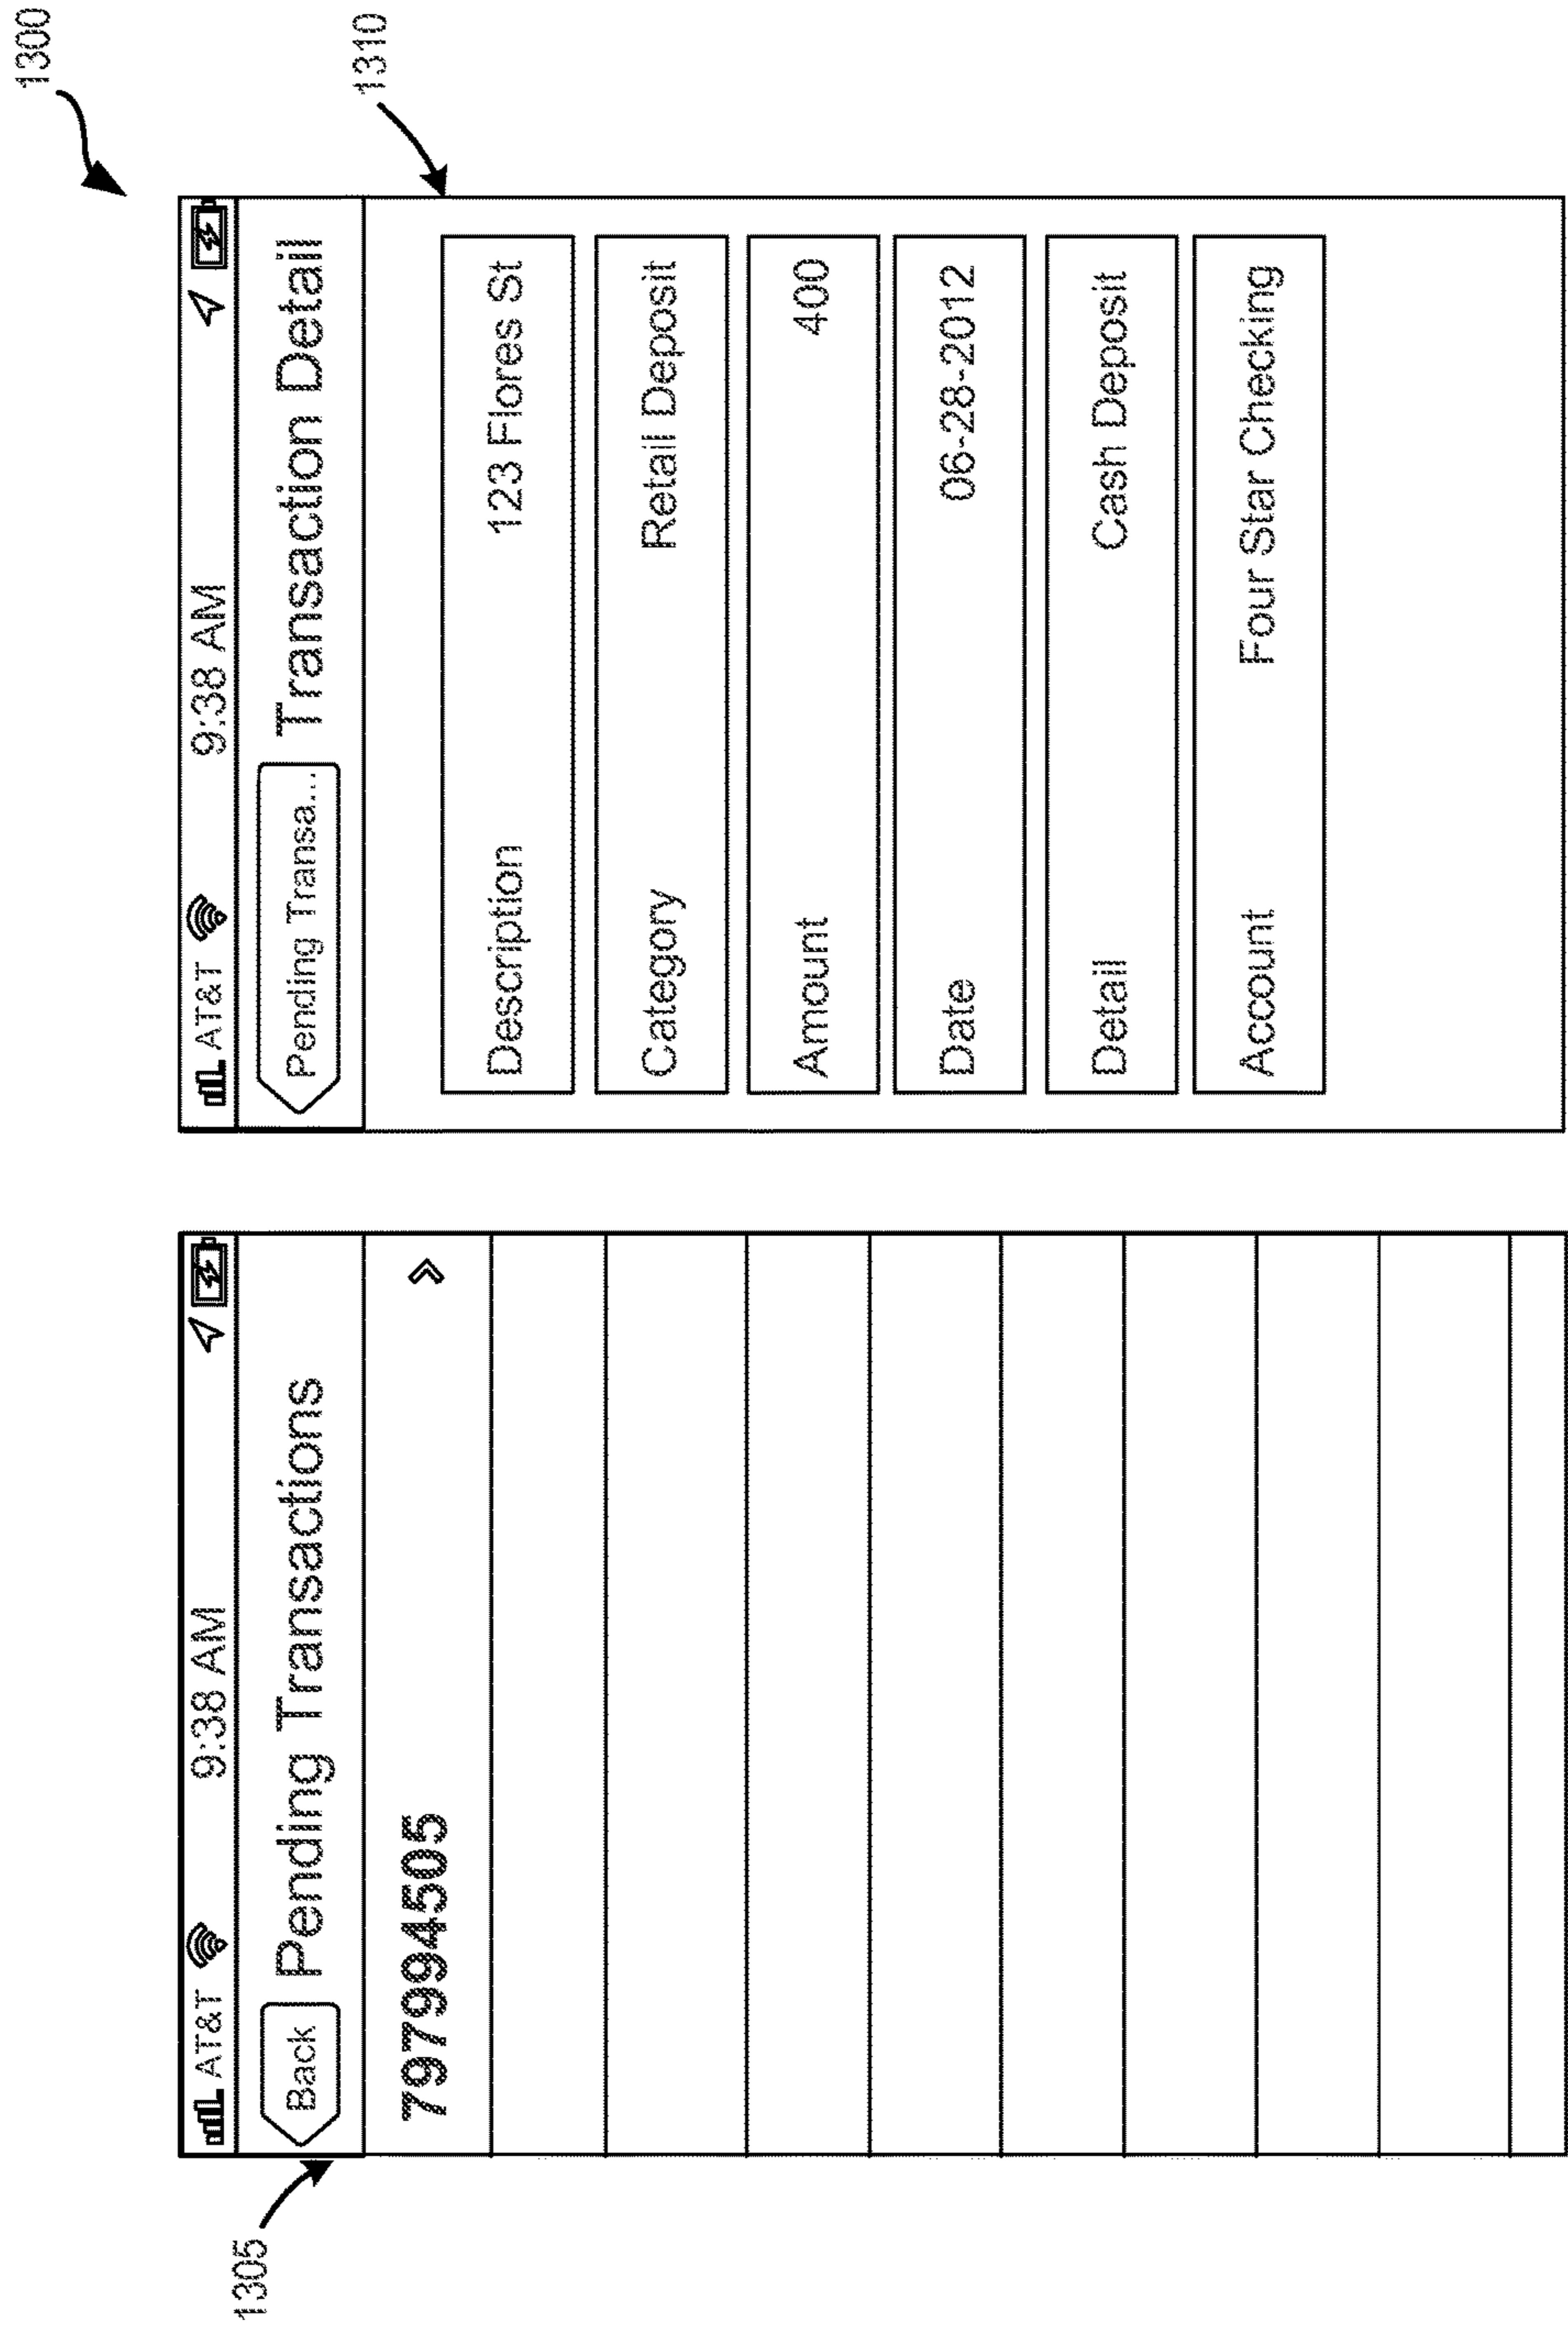 1300
1305
AT&T 9:38 AM
Back Pending Transactions
797994505
1310
AT&T 9:38 AM
Pending Transa... Transaction Detail
Description 123 Flores St
Category Retail Deposit
Amount 400
Date 06-28-2012
Detail Cash Deposit
Account Four Star Checking